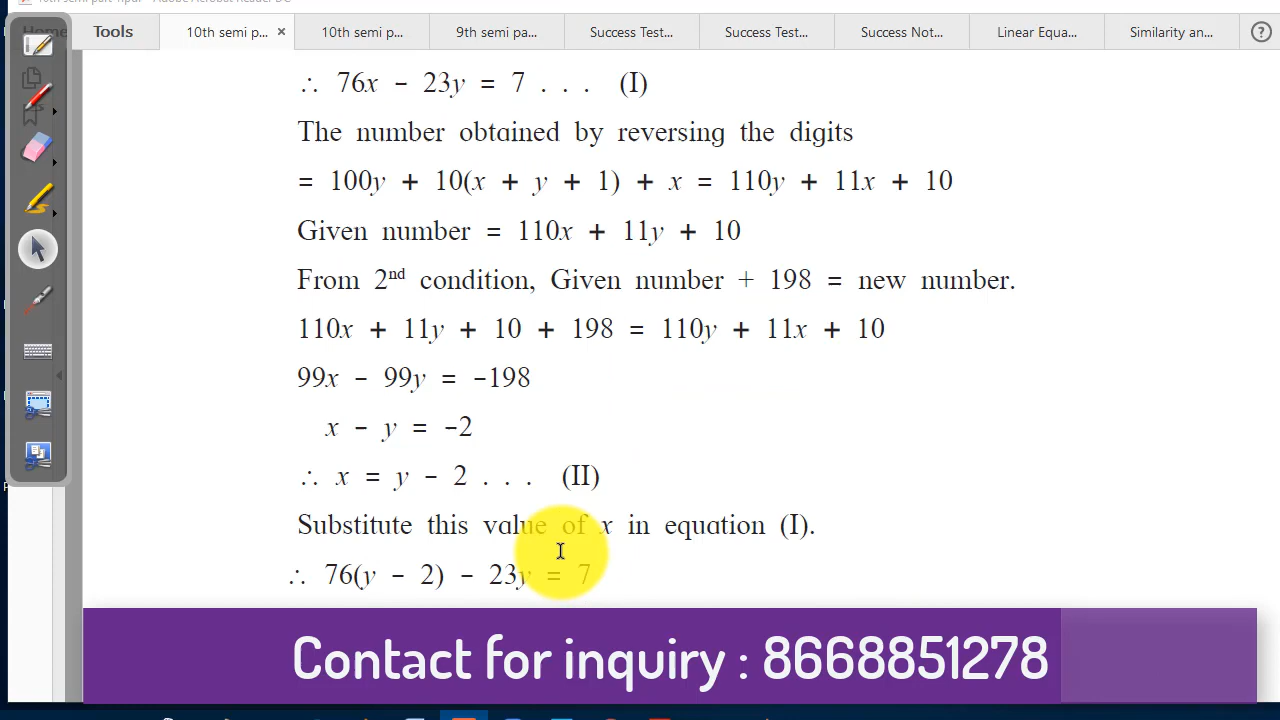 Home
Tools
10th semi p... ×
10th semi p...
9th semi pa...
Success Test...
Success Test...
Success Not...
Linear Equa...
Similarity an...
∴ 76x − 23y = 7 . . . (I)
The number obtained by reversing the digits
= 100y + 10(x + y + 1) + x = 110y + 11x + 10
Given number = 110x + 11y + 10
From 2nd condition, Given number + 198 = new number.
110x + 11y + 10 + 198 = 110y + 11x + 10
99x − 99y = −198
x − y = −2
∴ x = y − 2 . . . (II)
Substitute this value of x in equation (I).
∴ 76(y − 2) − 23y = 7
Contact for inquiry : 8668851278